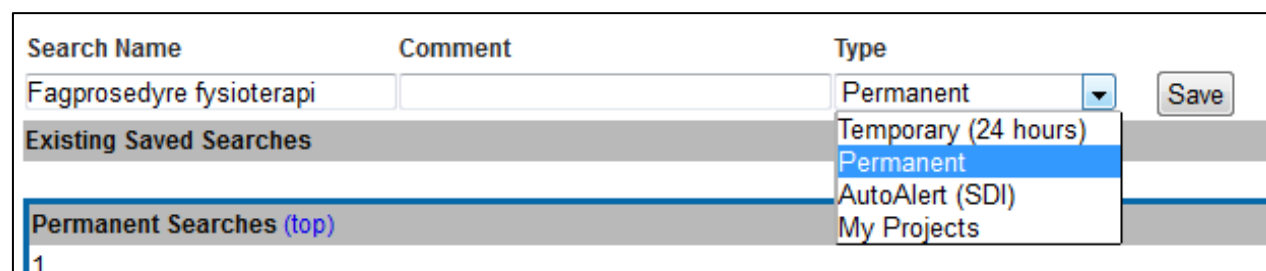 Search Name Comment Type
Fagprosedyre fysioterapi Permanent Save
Existing Saved Searches Temporary (24 hours)
Permanent
AutoAlert (SDI)
Permanent Searches (top) My Projects
1